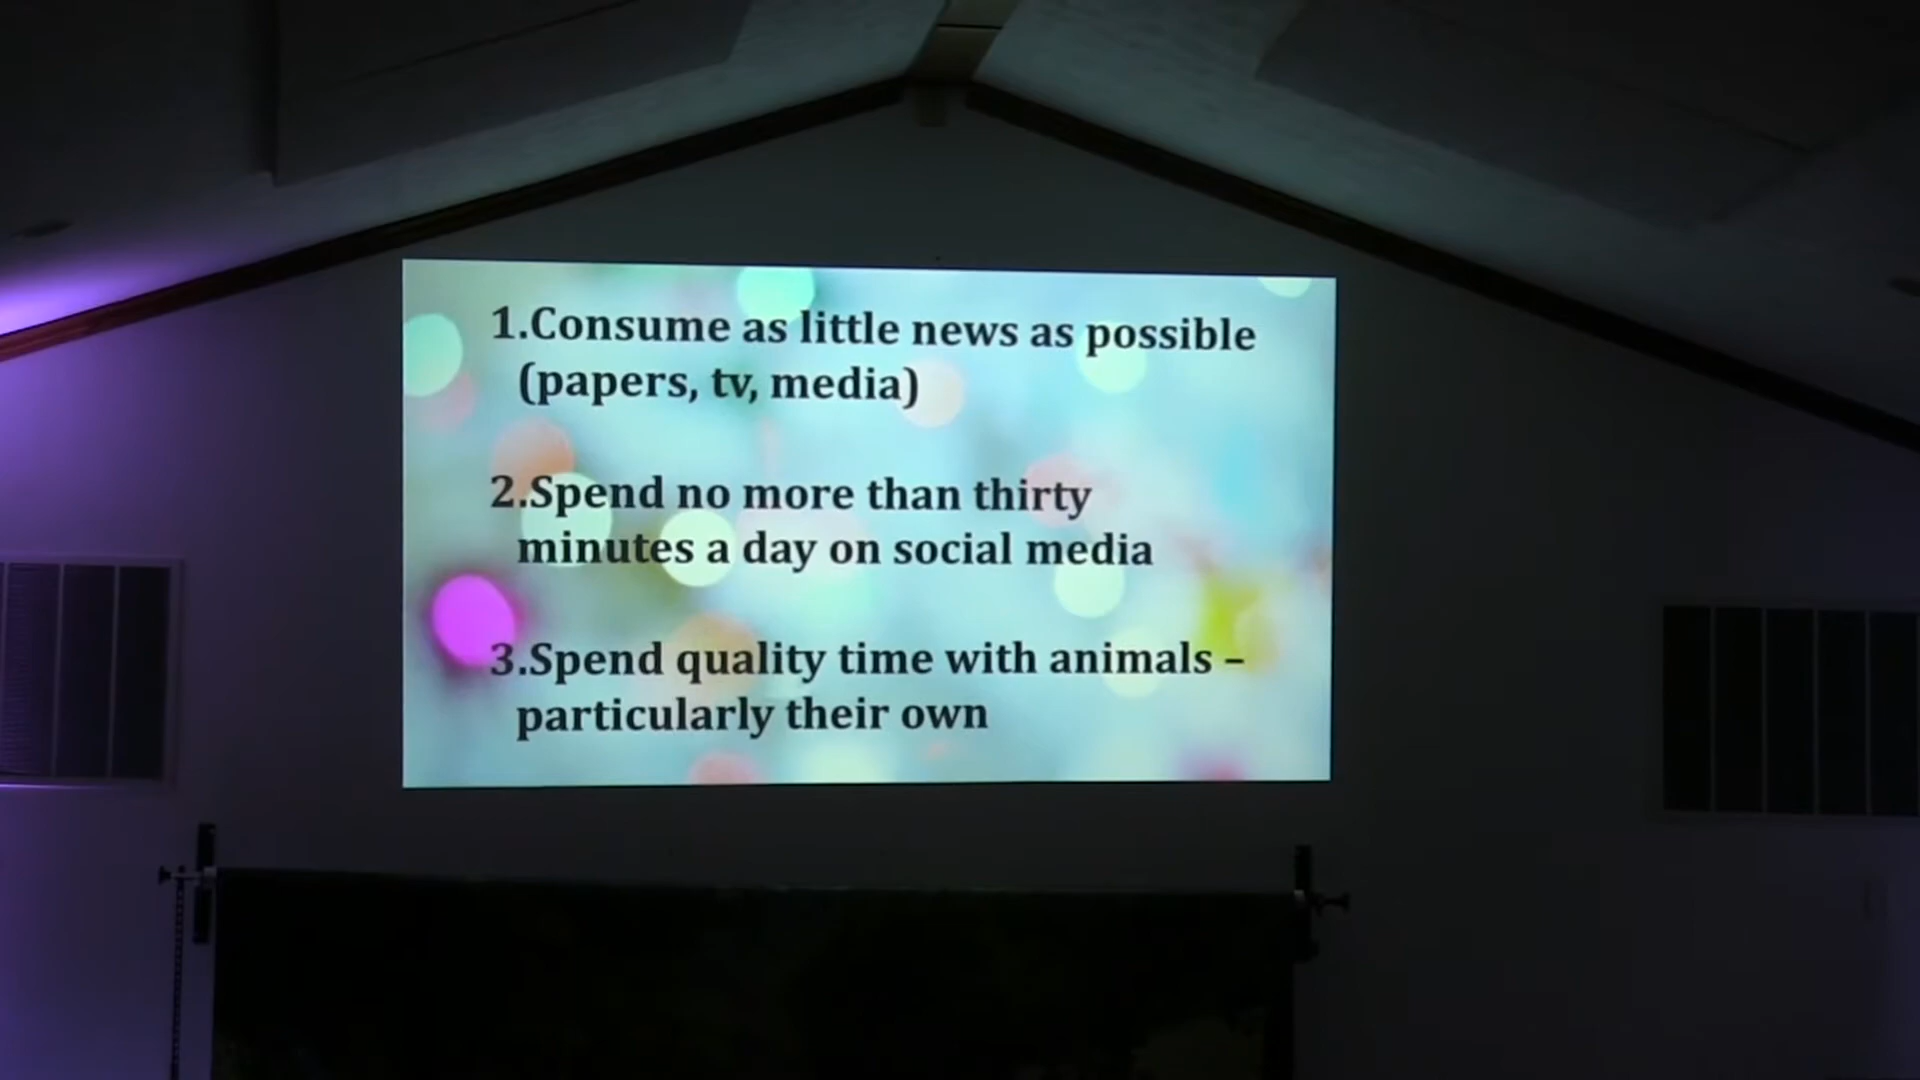 1.Consume as little news as possible
(papers, tv, media)
2.Spend no more than thirty
minutes a day on social media
3.Spend quality time with animals –
particularly their own